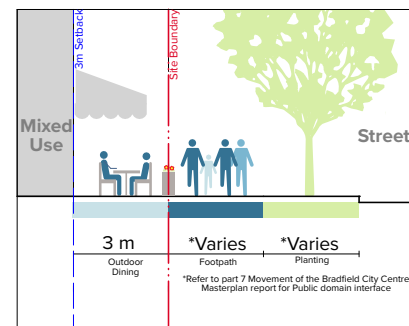 3m Setback
Site Boundary
Mixed
Use
Street
3 m
*Varies
*Varies
Outdoor
Dining
Footpath
Planting
*Refer to part 7 Movement of the Bradfield City Centre
Masterplan report for Public domain interface